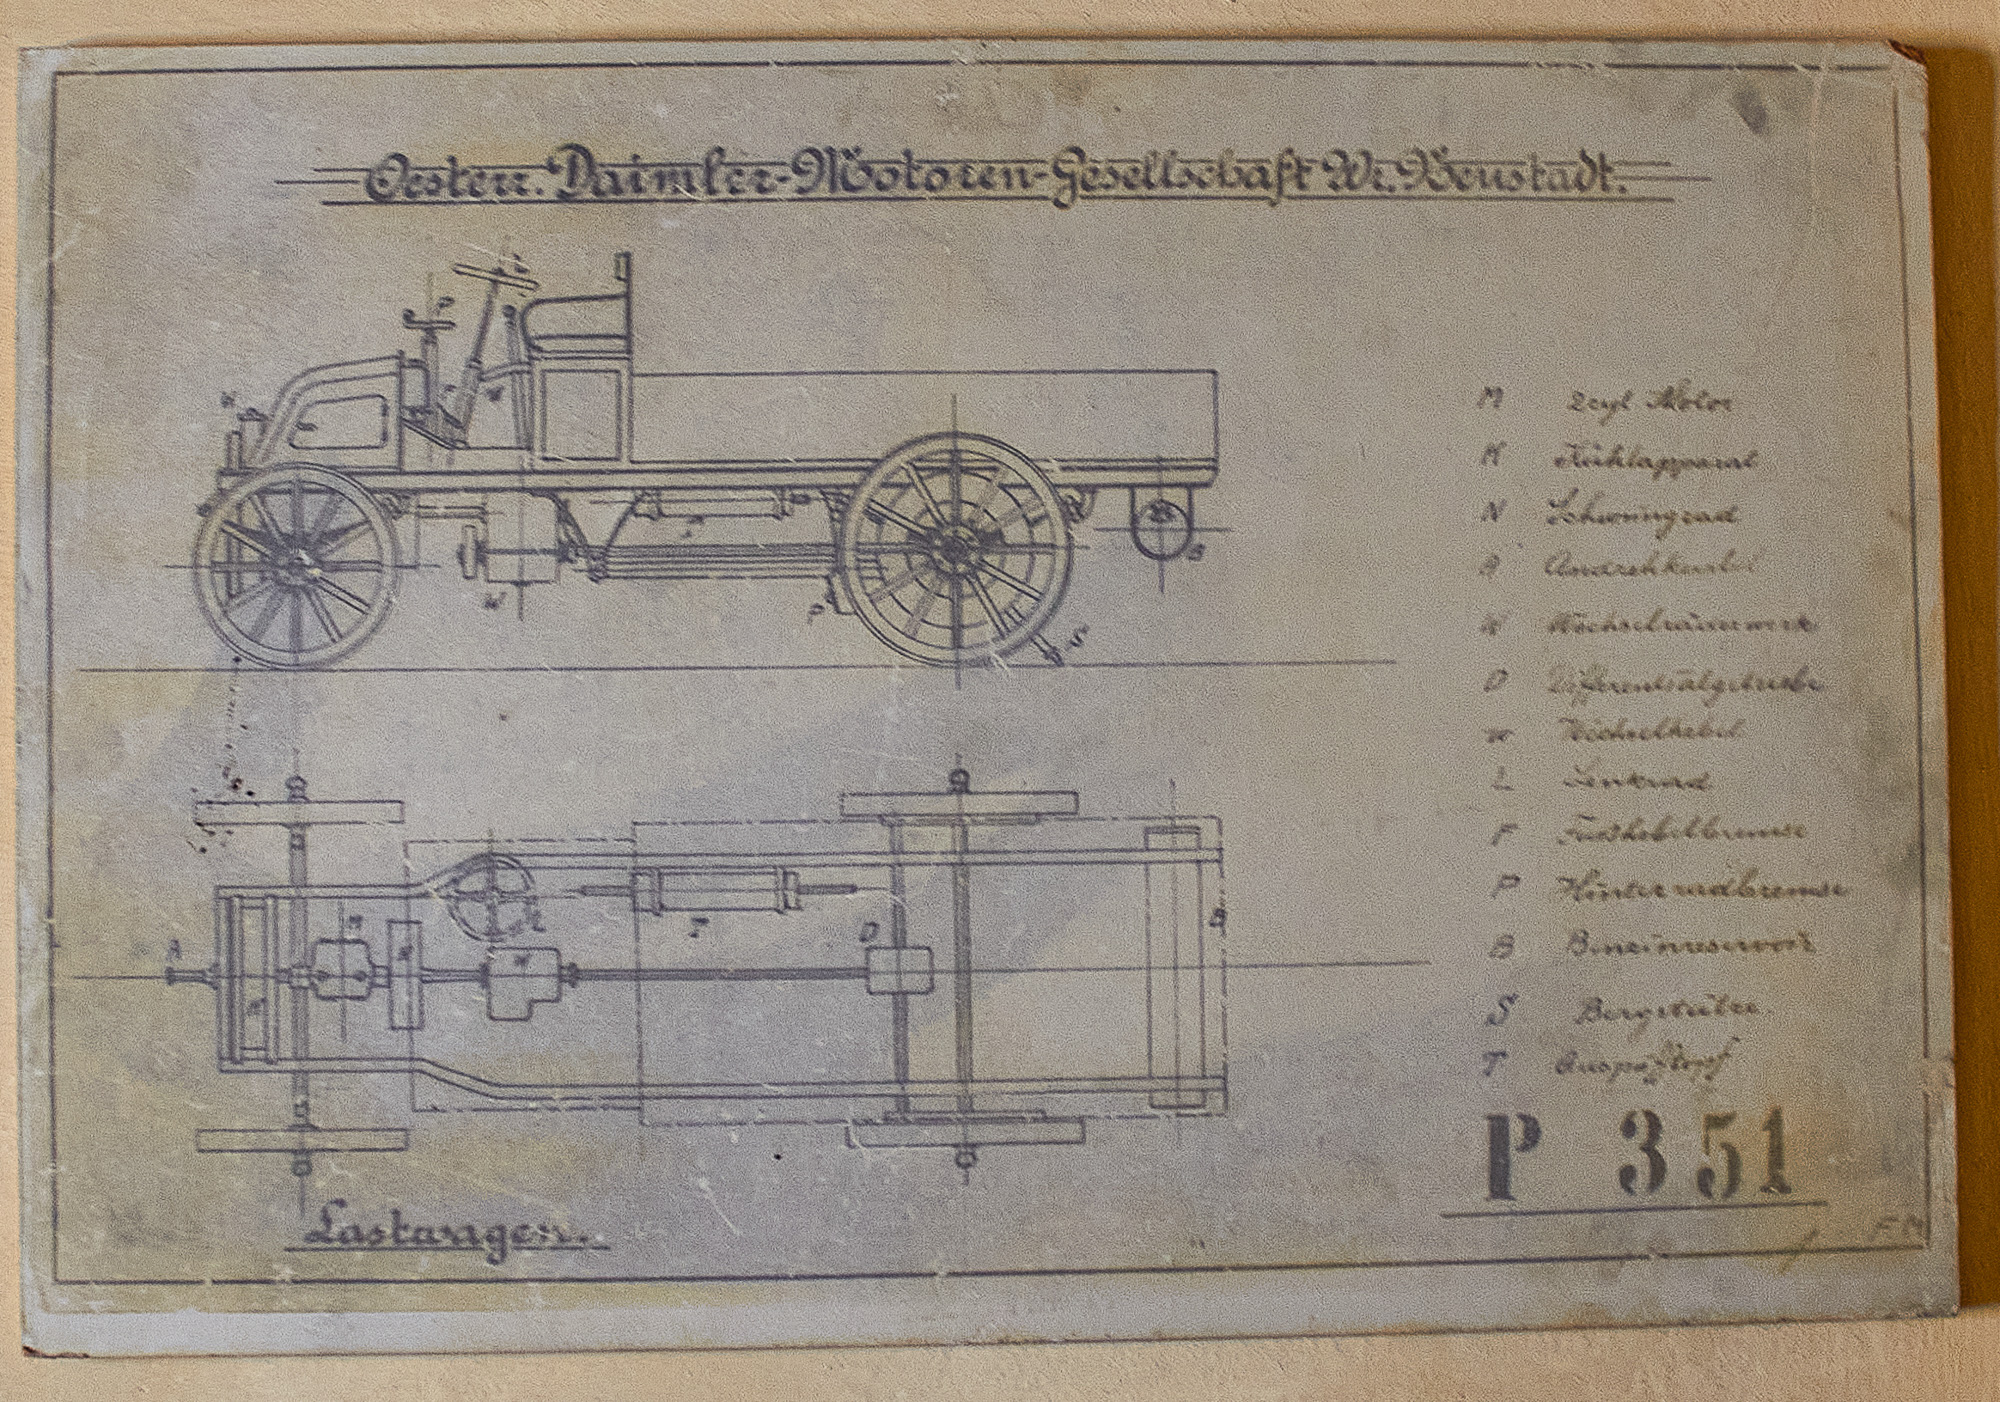 Oesterr. Daimler-Motoren-Gesellschaft Wr. Neustadt.
M 2cyl Motor
K Kühlapparat
N Schwungrad
A Andrehkurbel
W Wechselräderwerk
D Differentialgetriebe
w Wechselhebel
L Lenkrad
F Fusshebelbremse
P Hinterradbremse
B Benzinreservoir
S Bergstütze
T Auspufftopf
P 351
Lastwagen.